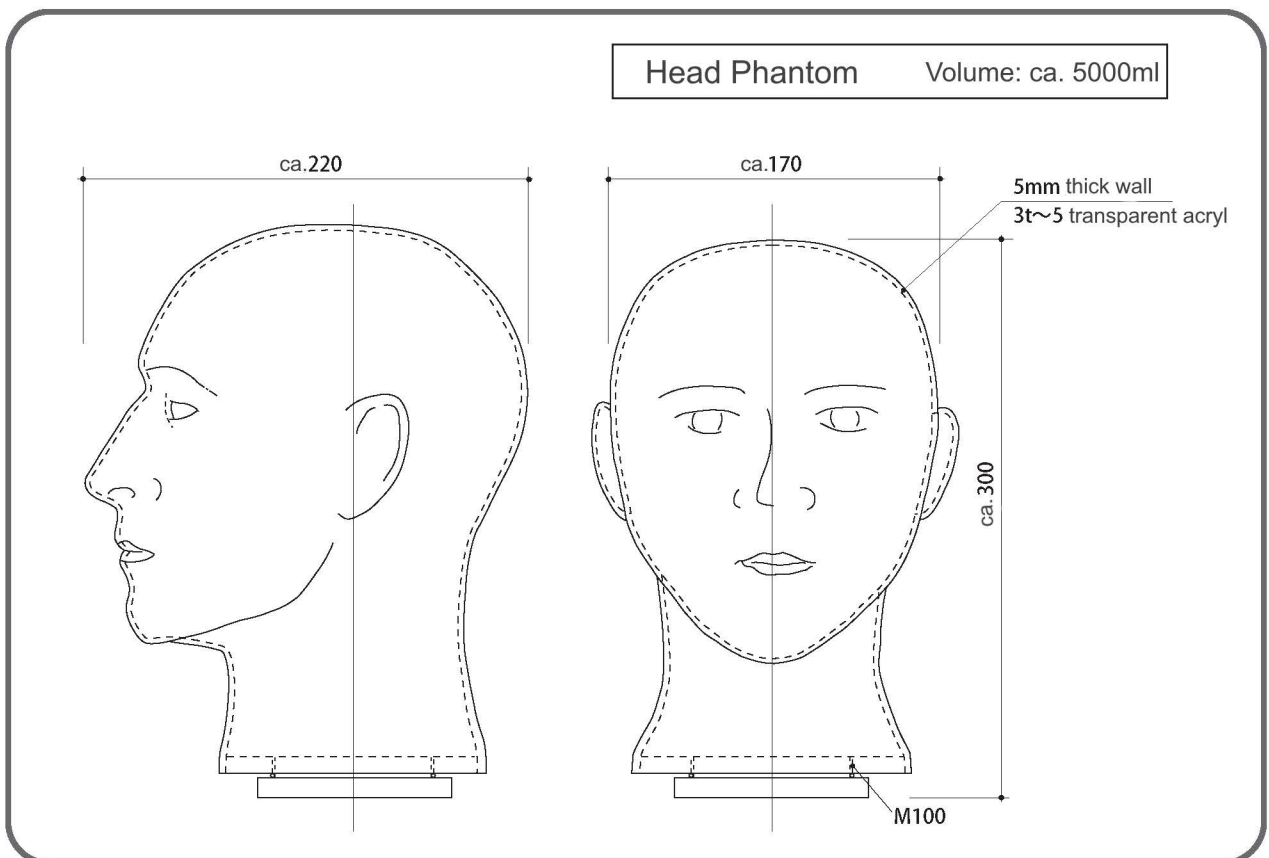 Head Phantom Volume: ca. 5000ml
ca.220
ca.170
5mm thick wall
3t～5 transparent acryl
ca. 300
M100